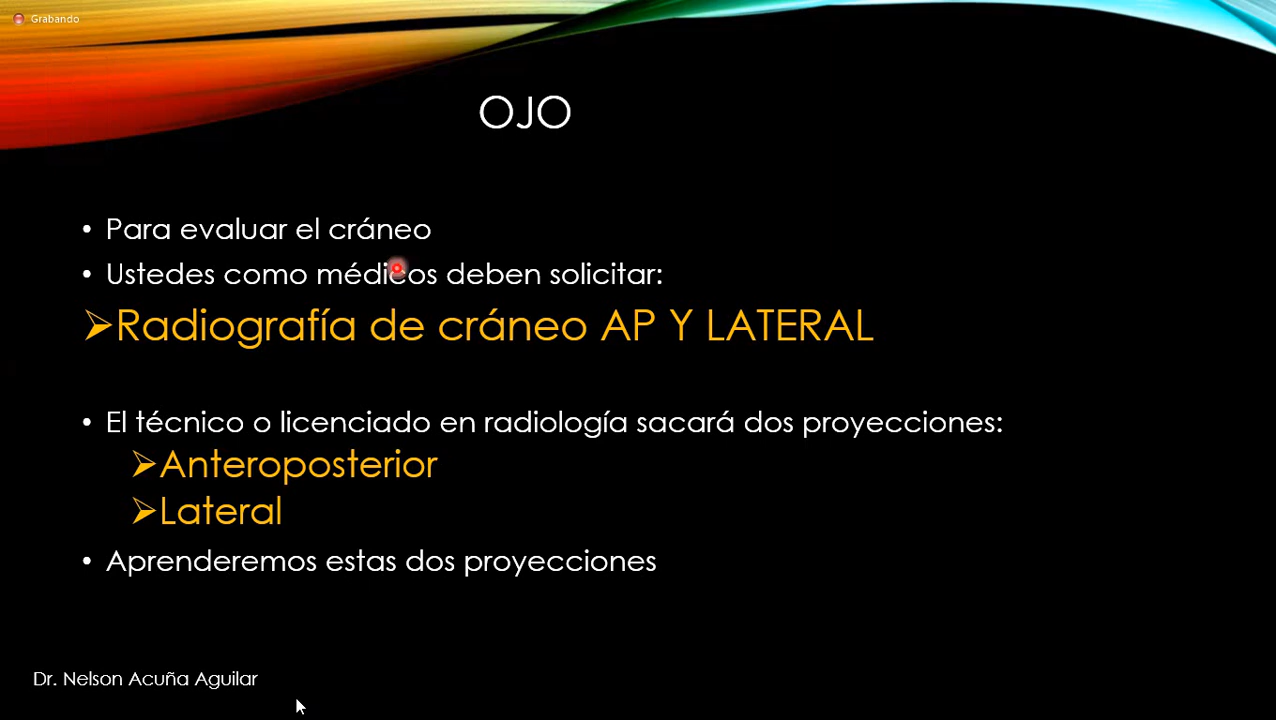 Grabando
OJO
• Para evaluar el cráneo
• Ustedes como médicos deben solicitar:
➢Radiografía de cráneo AP Y LATERAL
• El técnico o licenciado en radiología sacará dos proyecciones:
➢Anteroposterior
➢Lateral
• Aprenderemos estas dos proyecciones
Dr. Nelson Acuña Aguilar